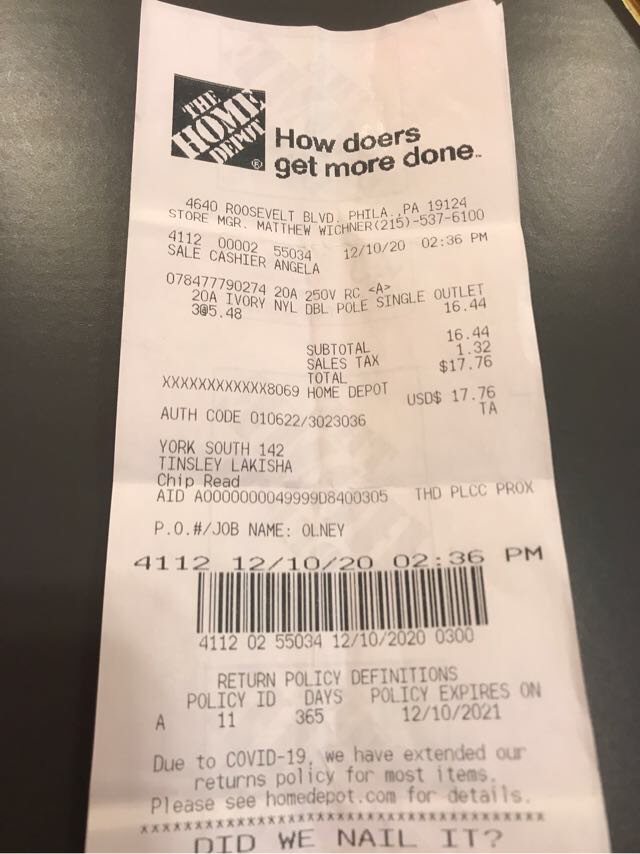 THE
HOME
DEPOT
®
How doers
get more done™
4640 ROOSEVELT BLVD. PHILA.,PA 19124
STORE MGR. MATTHEW WICHNER(215)-537-6100
4112 00002 55034 12/10/20 02:36 PM
SALE CASHIER ANGELA
078477790274 20A 250V RC <A>
20A IVORY NYL DBL POLE SINGLE OUTLET
3@5.48 16.44
SUBTOTAL 16.44
SALES TAX 1.32
TOTAL $17.76
XXXXXXXXXXXX8069 HOME DEPOT
USD$ 17.76
AUTH CODE 010622/3023036 TA
YORK SOUTH 142
TINSLEY LAKISHA
Chip Read
AID A0000000049999D8400305 THD PLCC PROX
P.O.#/JOB NAME: OLNEY
4112 12/10/20 02:36 PM
4112 02 55034 12/10/2020 0300
RETURN POLICY DEFINITIONS
POLICY ID DAYS POLICY EXPIRES ON
A 11 365 12/10/2021
Due to COVID-19, we have extended our
returns policy for most items.
Please see homedepot.com for details.
XXXXXXXXXXXXXXXXXXXXXXXXXXXXXXXXXXXXXXX
DID WE NAIL IT?